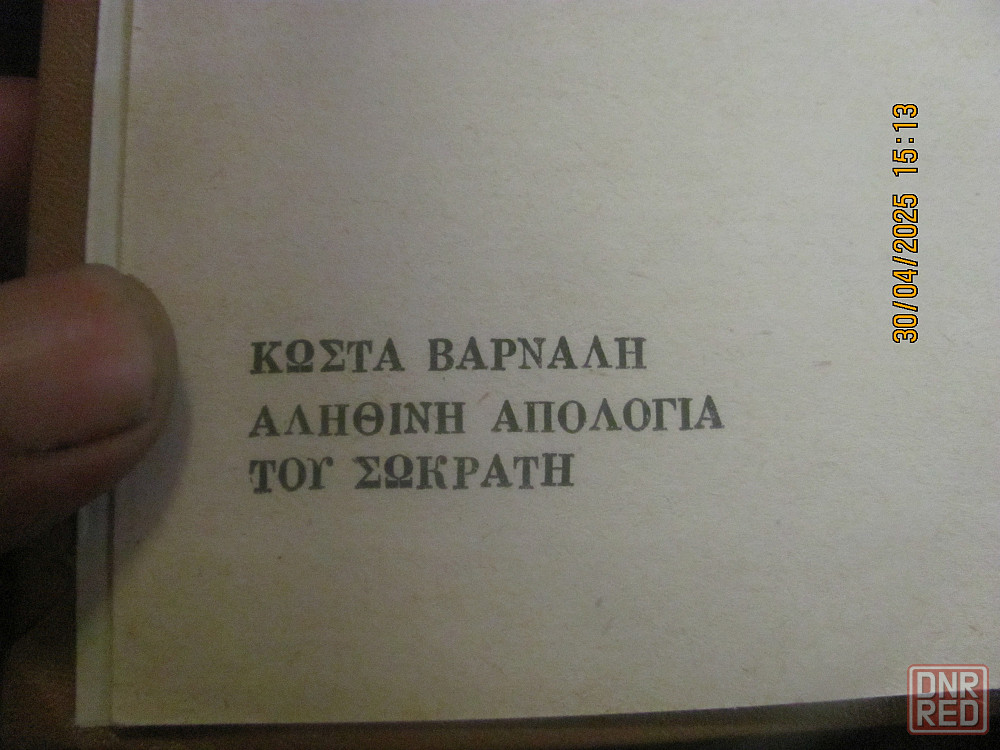 ΚΩΣΤΑ ΒΑΡΝΑΛΗ
ΑΛΗΘΙΝΗ ΑΠΟΛΟΓΙΑ
ΤΟΥ ΣΩΚΡΑΤΗ
30/04/2025 15:13
DNR
RED